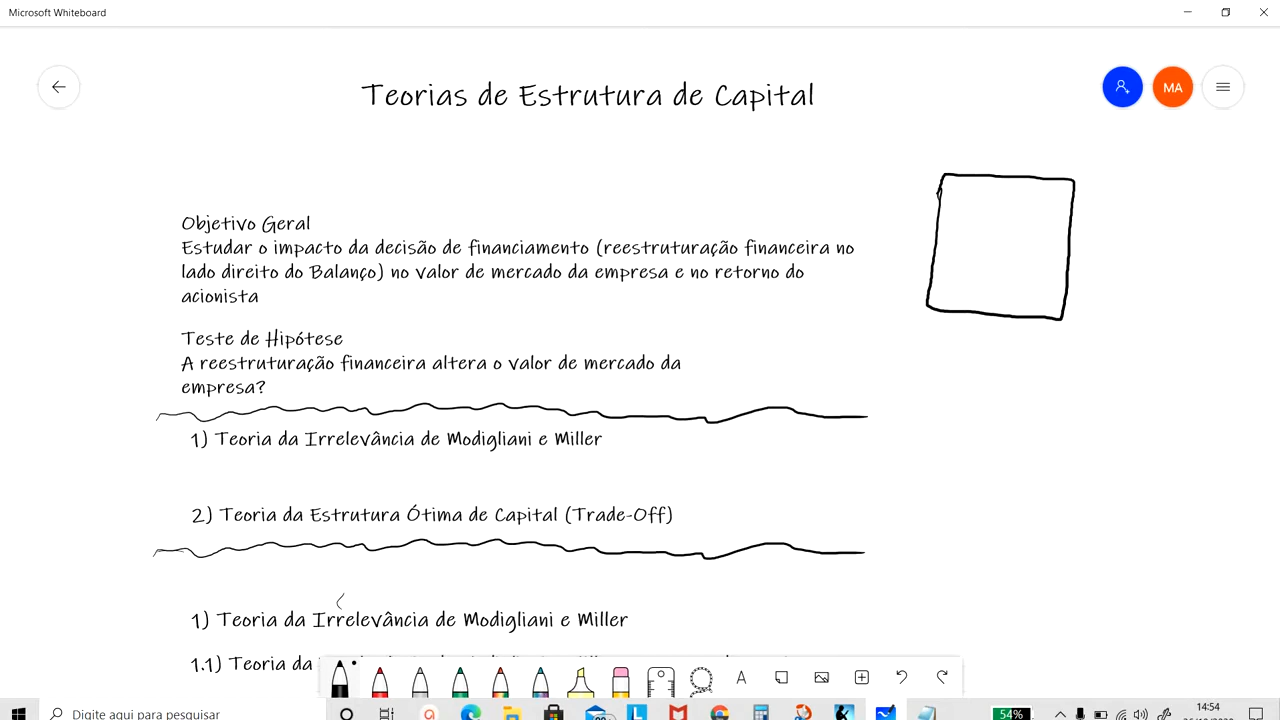 Microsoft Whiteboard
Teorias de Estrutura de Capital
MA
Objetivo Geral
Estudar o impacto da decisão de financiamento (reestruturação financeira no
lado direito do Balanço) no valor de mercado da empresa e no retorno do
acionista
Teste de Hipótese
A reestruturação financeira altera o valor de mercado da
empresa?
1) Teoria da Irrelevância de Modigliani e Miller
2) Teoria da Estrutura Ótima de Capital (Trade-Off)
1) Teoria da Irrelevância de Modigliani e Miller
1.1) Teoria da
Digite aqui para pesquisar
54%
14:54